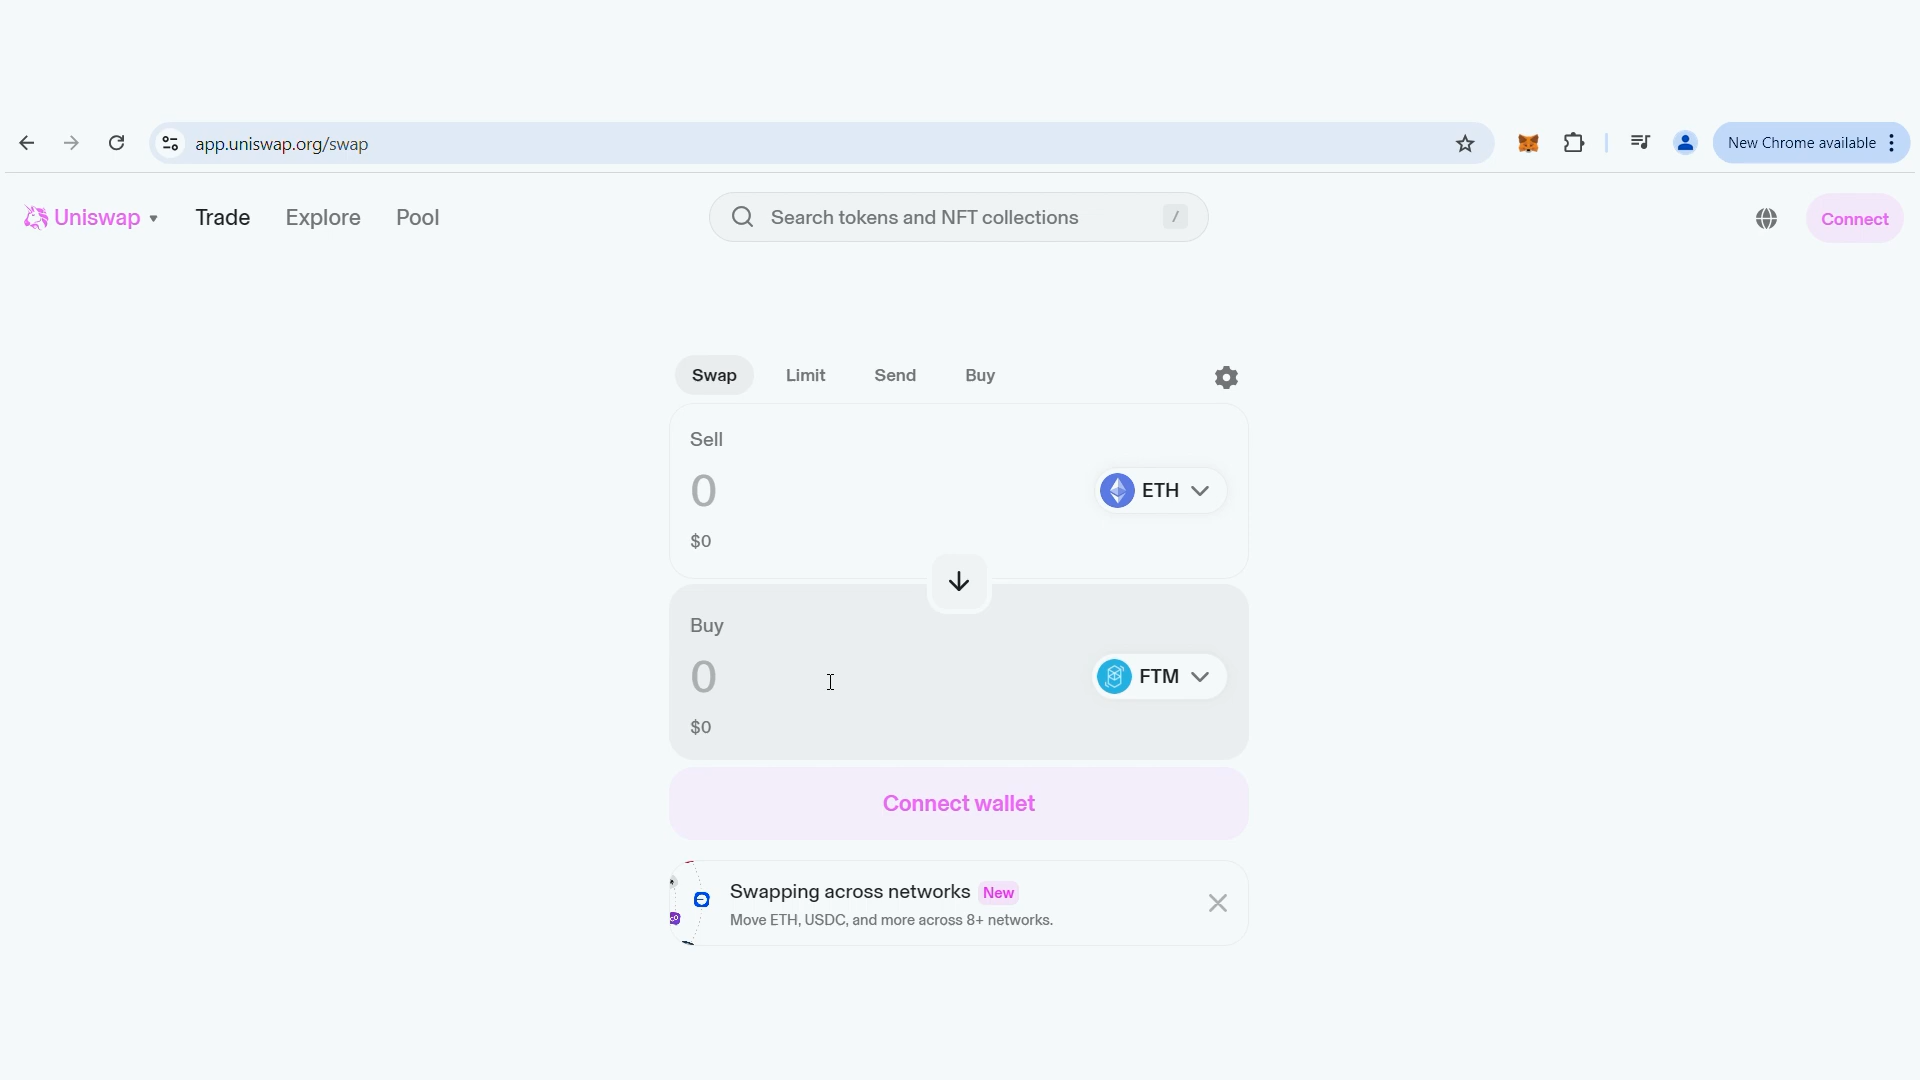 app.uniswap.org/swap
New Chrome available
Uniswap Trade Explore Pool
Search tokens and NFT collections /
Connect
Swap Limit Send Buy
Sell
0
ETH
$0
Buy
0
FTM
$0
Connect wallet
Swapping across networks New
Move ETH, USDC, and more across 8+ networks.